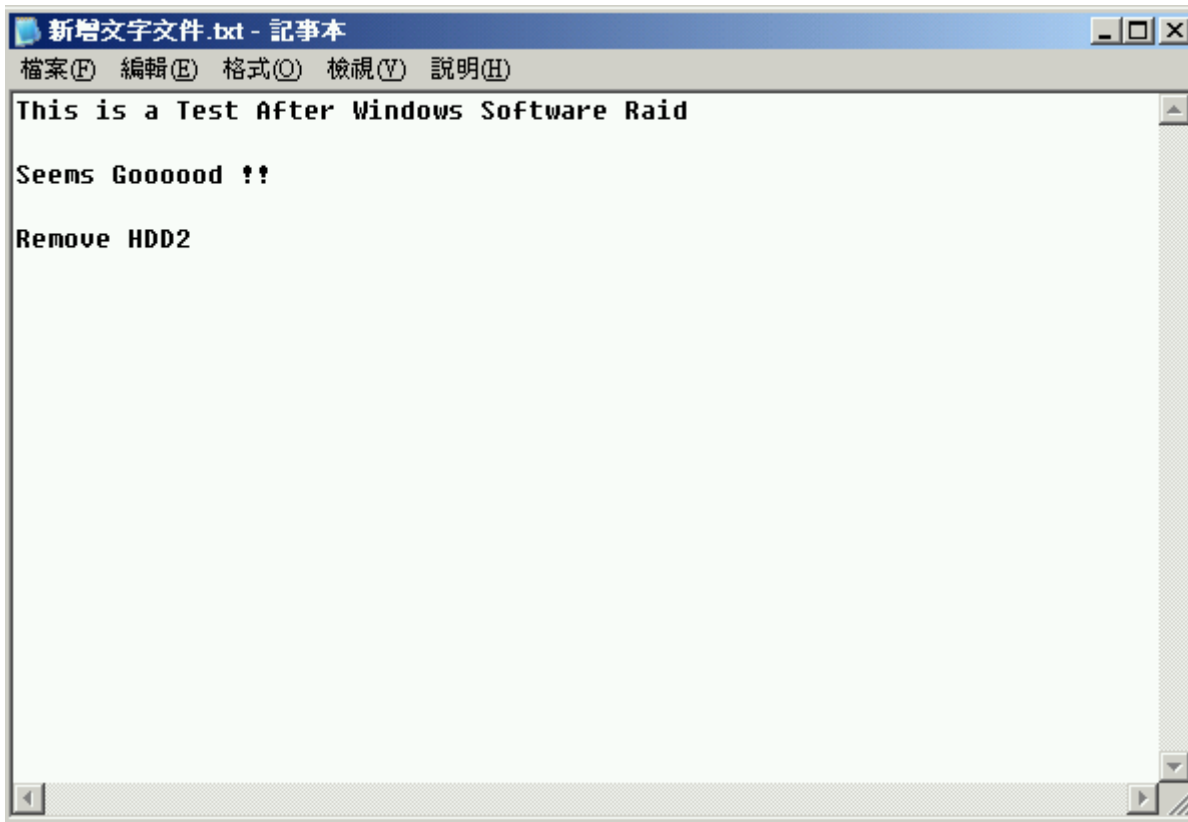 新增文字文件.txt - 記事本
檔案(F) 編輯(E) 格式(O) 檢視(V) 說明(H)
This is a Test After Windows Software Raid
Seems Goooood !!
Remove HDD2